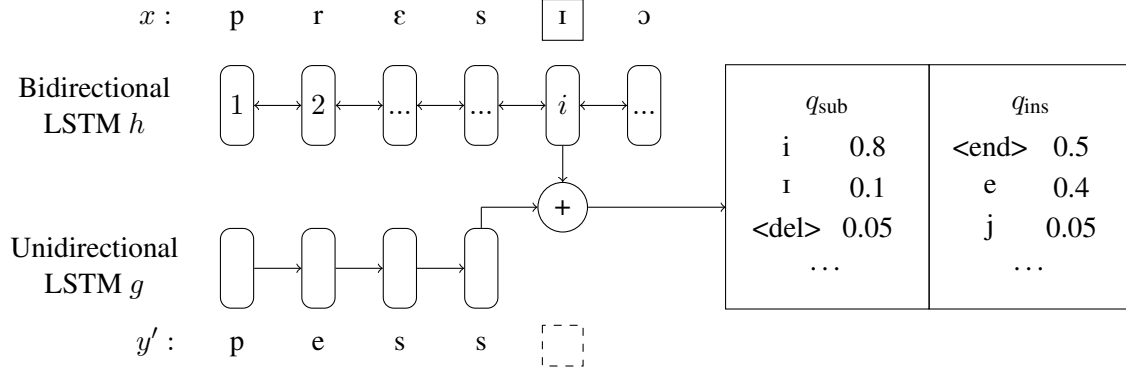 x : p r ɛ s ɪ ɔ
Bidirectional
LSTM h
1 2 ... ... i ...
+
Unidirectional
LSTM g
y′ : p e s s
q_sub q_ins
i 0.8 <end> 0.5
ɪ 0.1 e 0.4
<del> 0.05 j 0.05
... ...